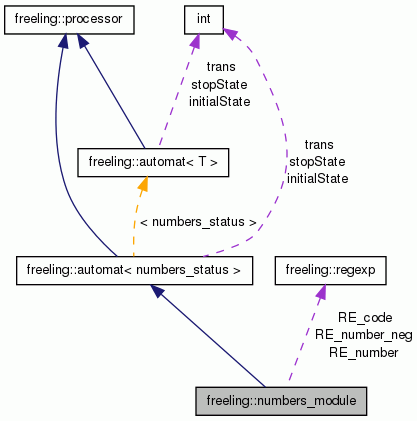 freeling::processor
int
trans
stopState
initialState
freeling::automat< T >
trans
stopState
initialState
< numbers_status >
freeling::automat< numbers_status >
freeling::regexp
RE_code
RE_number_neg
RE_number
freeling::numbers_module